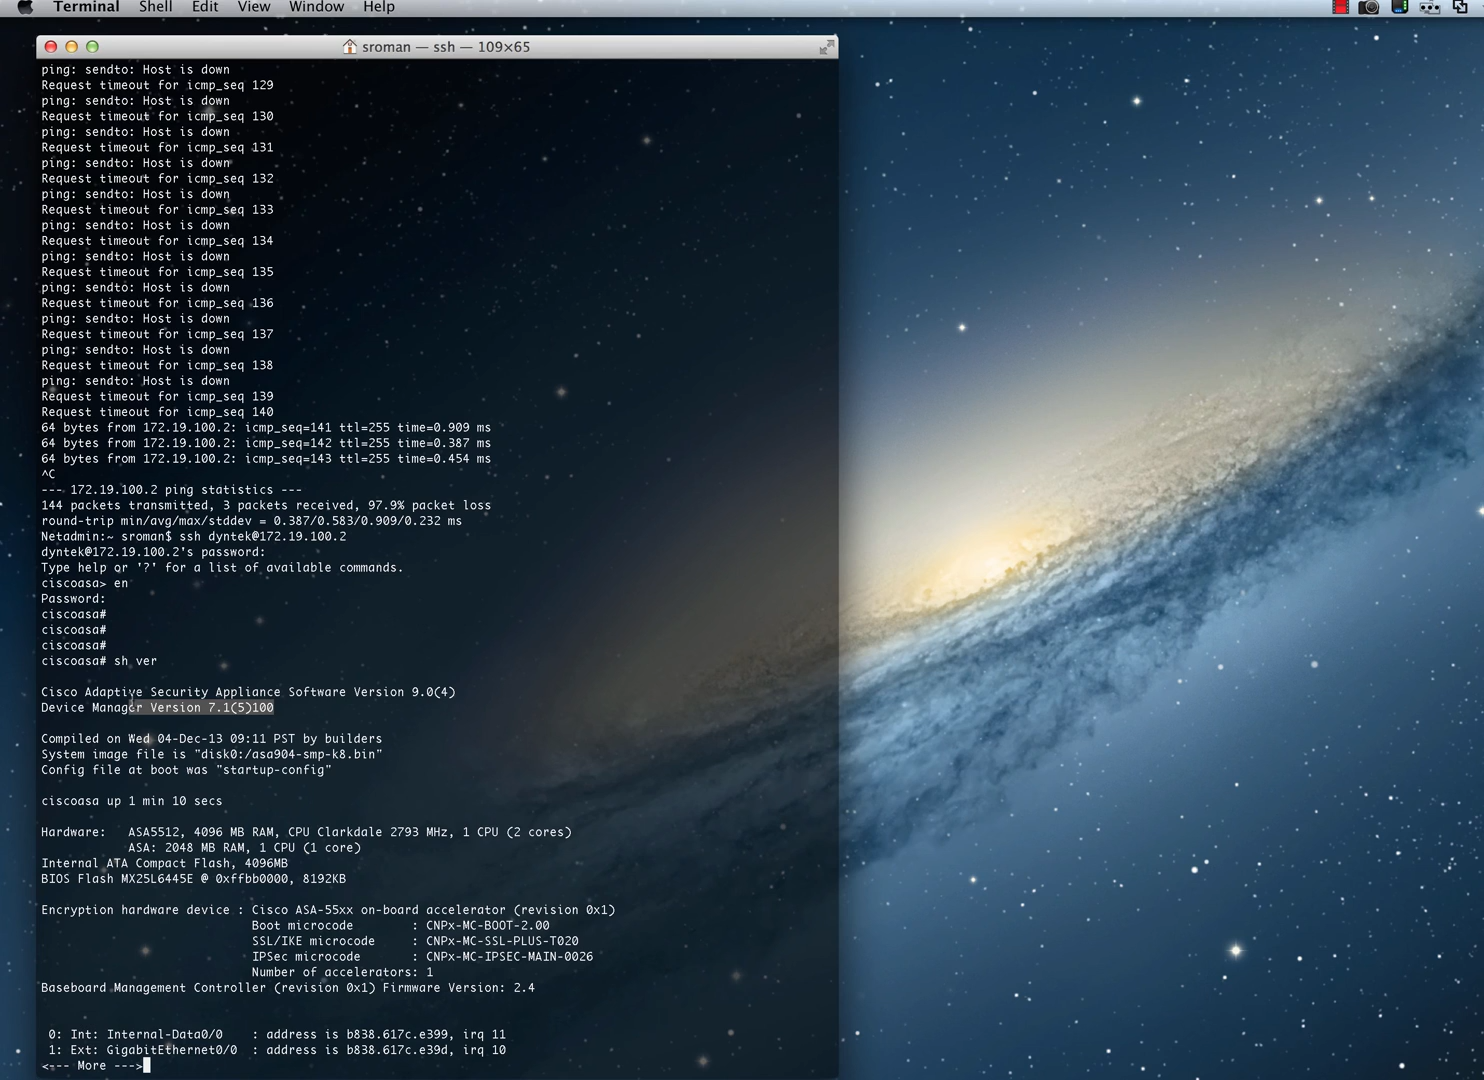 Terminal Shell Edit View Window Help
sroman — ssh — 109×65
ping: sendto: Host is down
Request timeout for icmp_seq 129
ping: sendto: Host is down
Request timeout for icmp_seq 130
ping: sendto: Host is down
Request timeout for icmp_seq 131
ping: sendto: Host is down
Request timeout for icmp_seq 132
ping: sendto: Host is down
Request timeout for icmp_seq 133
ping: sendto: Host is down
Request timeout for icmp_seq 134
ping: sendto: Host is down
Request timeout for icmp_seq 135
ping: sendto: Host is down
Request timeout for icmp_seq 136
ping: sendto: Host is down
Request timeout for icmp_seq 137
ping: sendto: Host is down
Request timeout for icmp_seq 138
ping: sendto: Host is down
Request timeout for icmp_seq 139
Request timeout for icmp_seq 140
64 bytes from 172.19.100.2: icmp_seq=141 ttl=255 time=0.909 ms
64 bytes from 172.19.100.2: icmp_seq=142 ttl=255 time=0.387 ms
64 bytes from 172.19.100.2: icmp_seq=143 ttl=255 time=0.454 ms
^C
--- 172.19.100.2 ping statistics ---
144 packets transmitted, 3 packets received, 97.9% packet loss
round-trip min/avg/max/stddev = 0.387/0.583/0.909/0.232 ms
Netadmin:~ sroman$ ssh dyntek@172.19.100.2
dyntek@172.19.100.2's password:
Type help or '?' for a list of available commands.
ciscoasa> en
Password:
ciscoasa#
ciscoasa#
ciscoasa#
ciscoasa# sh ver
Cisco Adaptive Security Appliance Software Version 9.0(4)
Device Manager Version 7.1(5)100
Compiled on Wed 04-Dec-13 09:11 PST by builders
System image file is "disk0:/asa904-smp-k8.bin"
Config file at boot was "startup-config"
ciscoasa up 1 min 10 secs
Hardware:   ASA5512, 4096 MB RAM, CPU Clarkdale 2793 MHz, 1 CPU (2 cores)
ASA: 2048 MB RAM, 1 CPU (1 core)
Internal ATA Compact Flash, 4096MB
BIOS Flash MX25L6445E @ 0xffbb0000, 8192KB
Encryption hardware device : Cisco ASA-55xx on-board accelerator (revision 0x1)
Boot microcode        : CNPx-MC-BOOT-2.00
SSL/IKE microcode     : CNPx-MC-SSL-PLUS-T020
IPSec microcode       : CNPx-MC-IPSEC-MAIN-0026
Number of accelerators: 1
Baseboard Management Controller (revision 0x1) Firmware Version: 2.4
0: Int: Internal-Data0/0    : address is b838.617c.e399, irq 11
1: Ext: GigabitEthernet0/0  : address is b838.617c.e39d, irq 10
<--- More --->